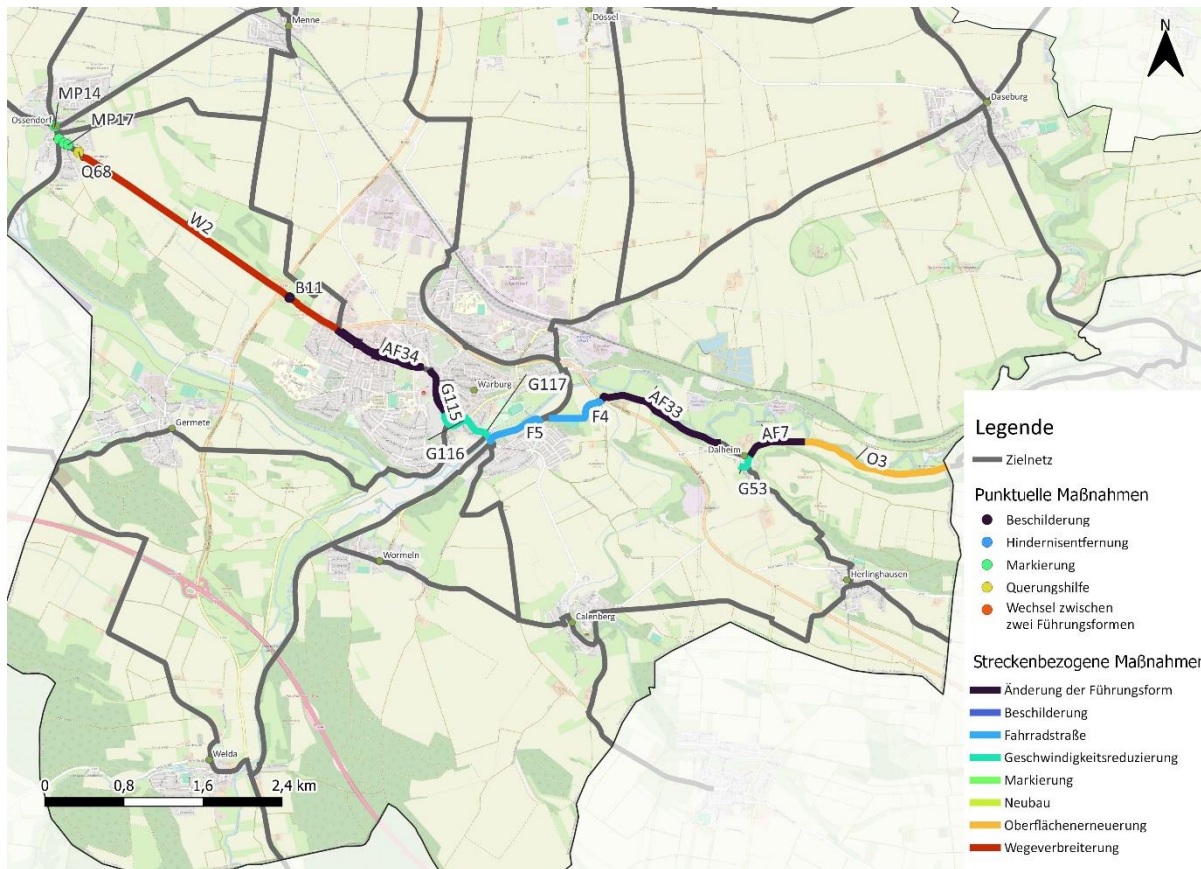 Menne
Dössel
N
MP14
Ossendorf
MP17
Daseburg
Q68
W2
B11
AF34
G117
Warburg
G115
AF33
Germete
F5
F4
G116
Dalheim
AF7
O3
G53
Wormeln
Herlinghausen
Calenberg
Welda
0 0,8 1,6 2,4 km
Legende
Zielnetz
Punktuelle Maßnahmen
Beschilderung
Hindernisentfernung
Markierung
Querungshilfe
Wechsel zwischen
zwei Führungsformen
Streckenbezogene Maßnahmen
Änderung der Führungsform
Beschilderung
Fahrradstraße
Geschwindigkeitsreduzierung
Markierung
Neubau
Oberflächenerneuerung
Wegeverbreiterung